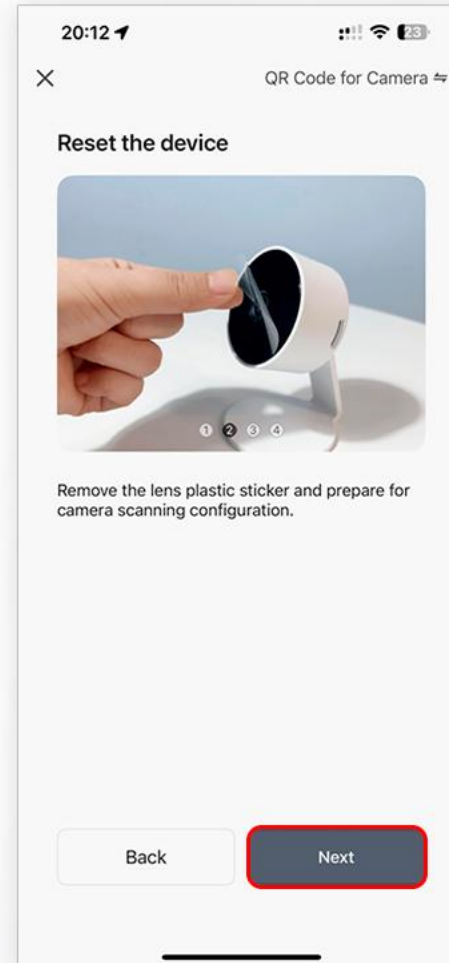 20:12
23
QR Code for Camera ⇋
Reset the device
1 2 3 4
Remove the lens plastic sticker and prepare for
camera scanning configuration.
Back
Next